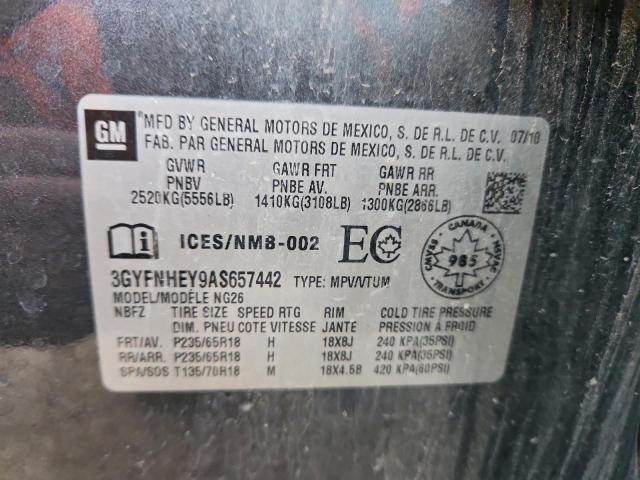 GM
MFD BY GENERAL MOTORS DE MEXICO, S. DE R.L. DE C.V. 07/10
FAB. PAR GENERAL MOTORS DE MEXICO, S. DE R.L. DE C.V.
GVWR GAWR FRT GAWR RR
PNBV PNBE AV. PNBE ARR.
2520KG(5556LB) 1410KG(3108LB) 1300KG(2866LB)
i ICES/NMB-002 EC
CANADA
CMVSS 985 NSVAC
TRANSPORT
3GYFNHEY9AS657442 TYPE: MPV/VTUM
MODEL/MODÈLE NG26
NBFZ TIRE SIZE SPEED RTG RIM COLD TIRE PRESSURE
DIM. PNEU COTE VITESSE JANTE PRESSION À FROID
FRT/AV. P235/65R18 H 18X8J 240 KPA(35PSI)
RR/ARR. P235/65R18 H 18X8J 240 KPA(35PSI)
SPA/SOS T135/70R18 M 18X4.5B 420 KPA(60PSI)